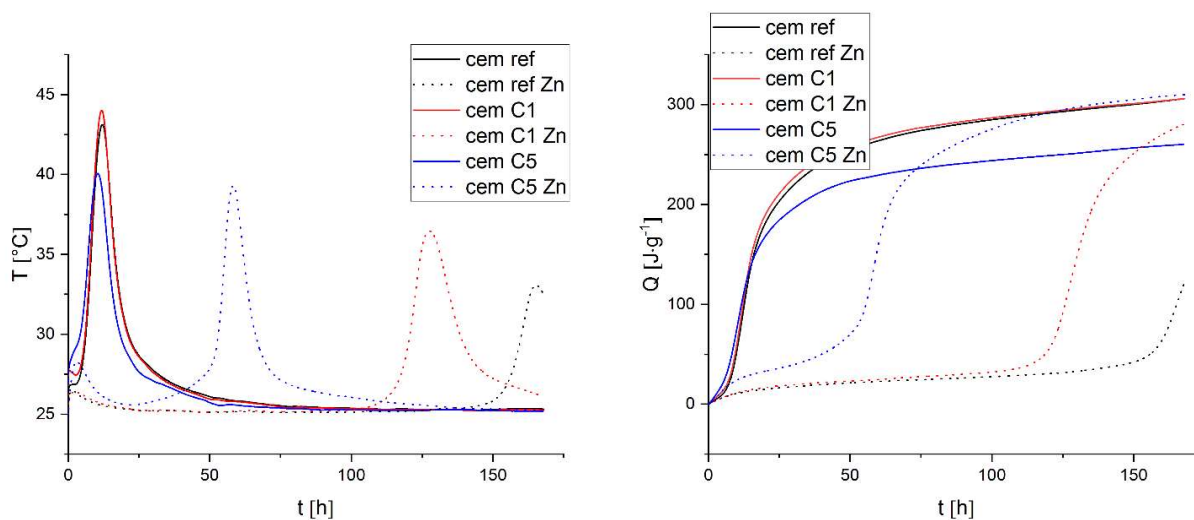 cem ref
cem ref Zn
cem C1
cem C1 Zn
cem C5
cem C5 Zn
45
40
35
30
25
T [°C]
0
50
100
150
t [h]
cem ref
cem ref Zn
cem C1
cem C1 Zn
cem C5
cem C5 Zn
300
200
100
0
Q [J·g⁻¹]
0
50
100
150
t [h]